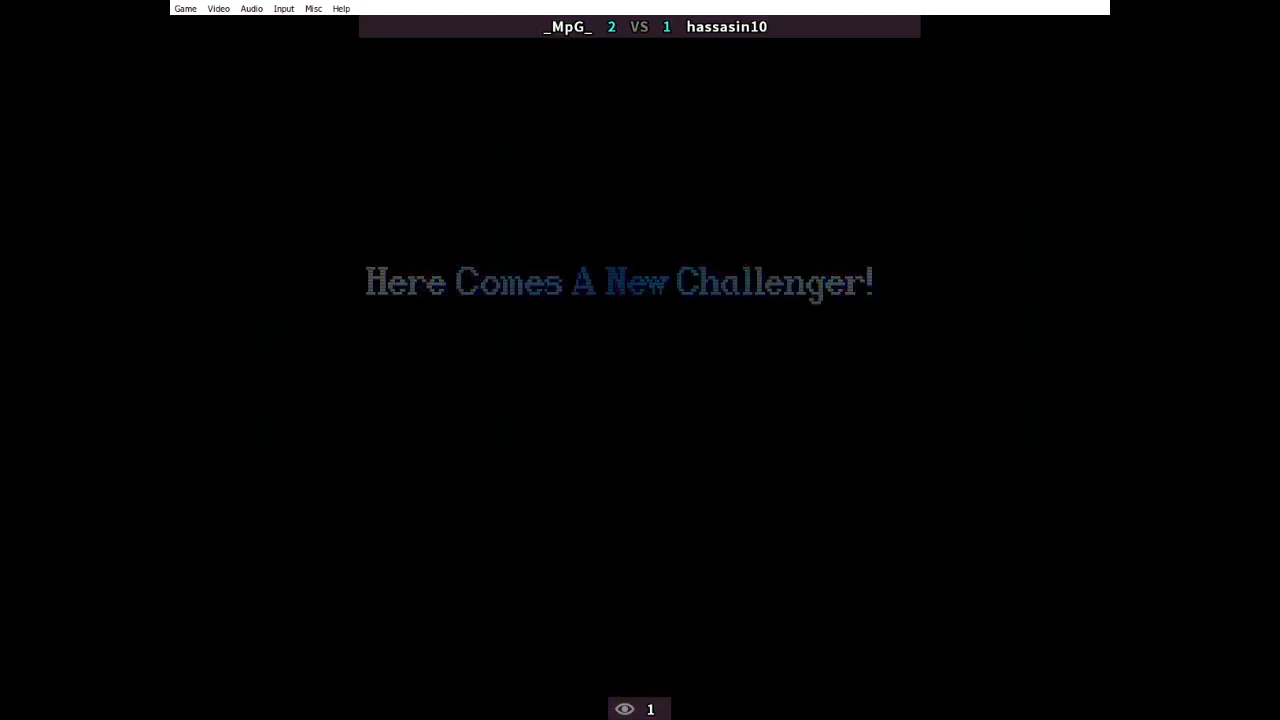 Game Video Audio Input Misc Help
_MpG_ 2 VS 1 hassasin10
Here Comes A New Challenger!
1